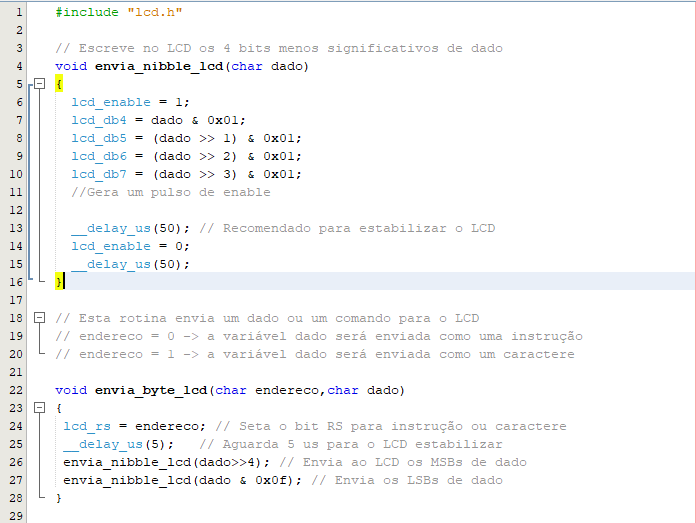 1 #include "lcd.h"
2
3 // Escreve no LCD os 4 bits menos significativos de dado
4 void envia_nibble_lcd(char dado)
5 {
6 lcd_enable = 1;
7 lcd_db4 = dado & 0x01;
8 lcd_db5 = (dado >> 1) & 0x01;
9 lcd_db6 = (dado >> 2) & 0x01;
10 lcd_db7 = (dado >> 3) & 0x01;
11 //Gera um pulso de enable
12
13 __delay_us(50); // Recomendado para estabilizar o LCD
14 lcd_enable = 0;
15 __delay_us(50);
16 }
17
18 // Esta rotina envia um dado ou um comando para o LCD
19 // endereco = 0 -> a variável dado será enviada como uma instrução
20 // endereco = 1 -> a variável dado será enviada como um caractere
21
22 void envia_byte_lcd(char endereco,char dado)
23 {
24 lcd_rs = endereco; // Seta o bit RS para instrução ou caractere
25 __delay_us(5); // Aguarda 5 us para o LCD estabilizar
26 envia_nibble_lcd(dado>>4); // Envia ao LCD os MSBs de dado
27 envia_nibble_lcd(dado & 0x0f); // Envia os LSBs de dado
28 }
29